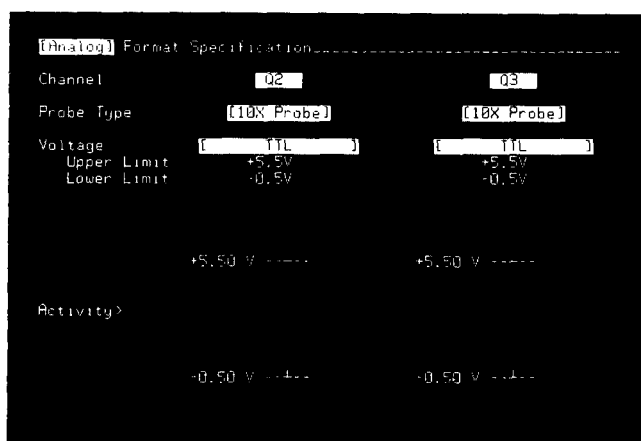 [Analog] Format Specification
Channel Q2 Q3
Probe Type [10X Probe] [10X Probe]
Voltage [ TTL ] [ TTL ]
Upper Limit +5.5V +5.5V
Lower Limit -0.5V -0.5V
+5.50 V +5.50 V
Activity>
-0.50 V -0.50 V